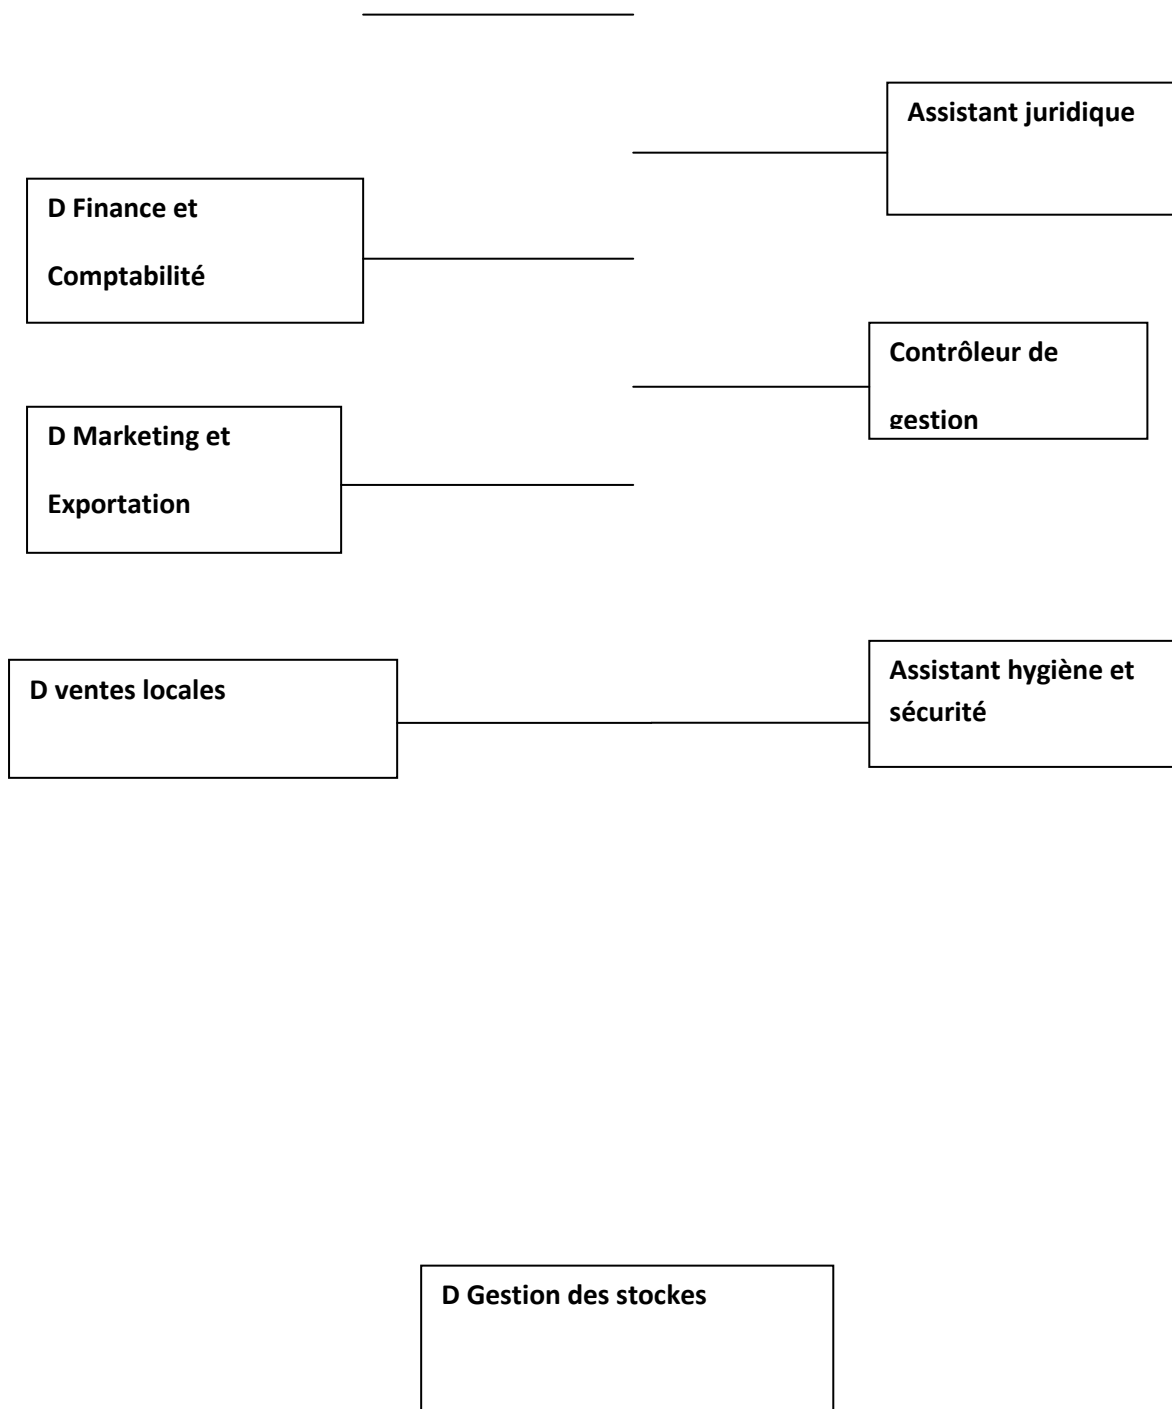 Assistant juridique
D Finance et
Comptabilité
Contrôleur de
gestion
D Marketing et
Exportation
D ventes locales
Assistant hygiène et
sécurité
D Gestion des stockes